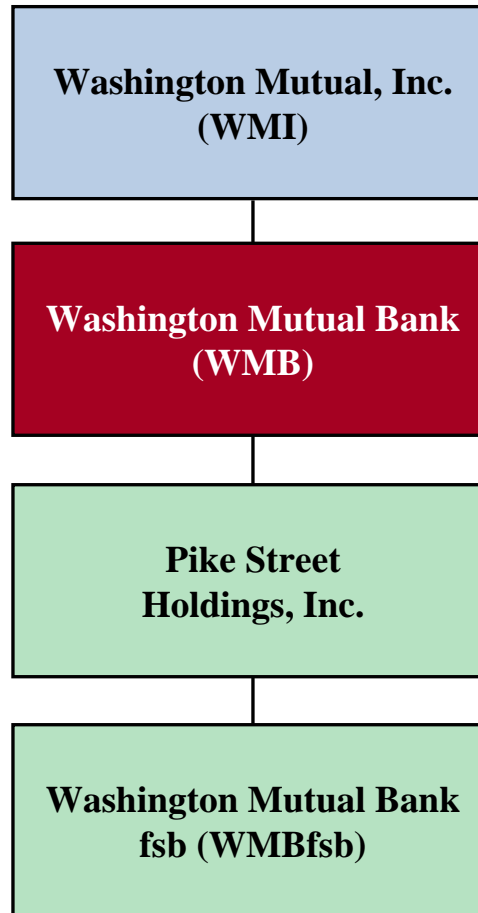 Washington Mutual, Inc.
(WMI)
Washington Mutual Bank
(WMB)
Pike Street
Holdings, Inc.
Washington Mutual Bank
fsb (WMBfsb)